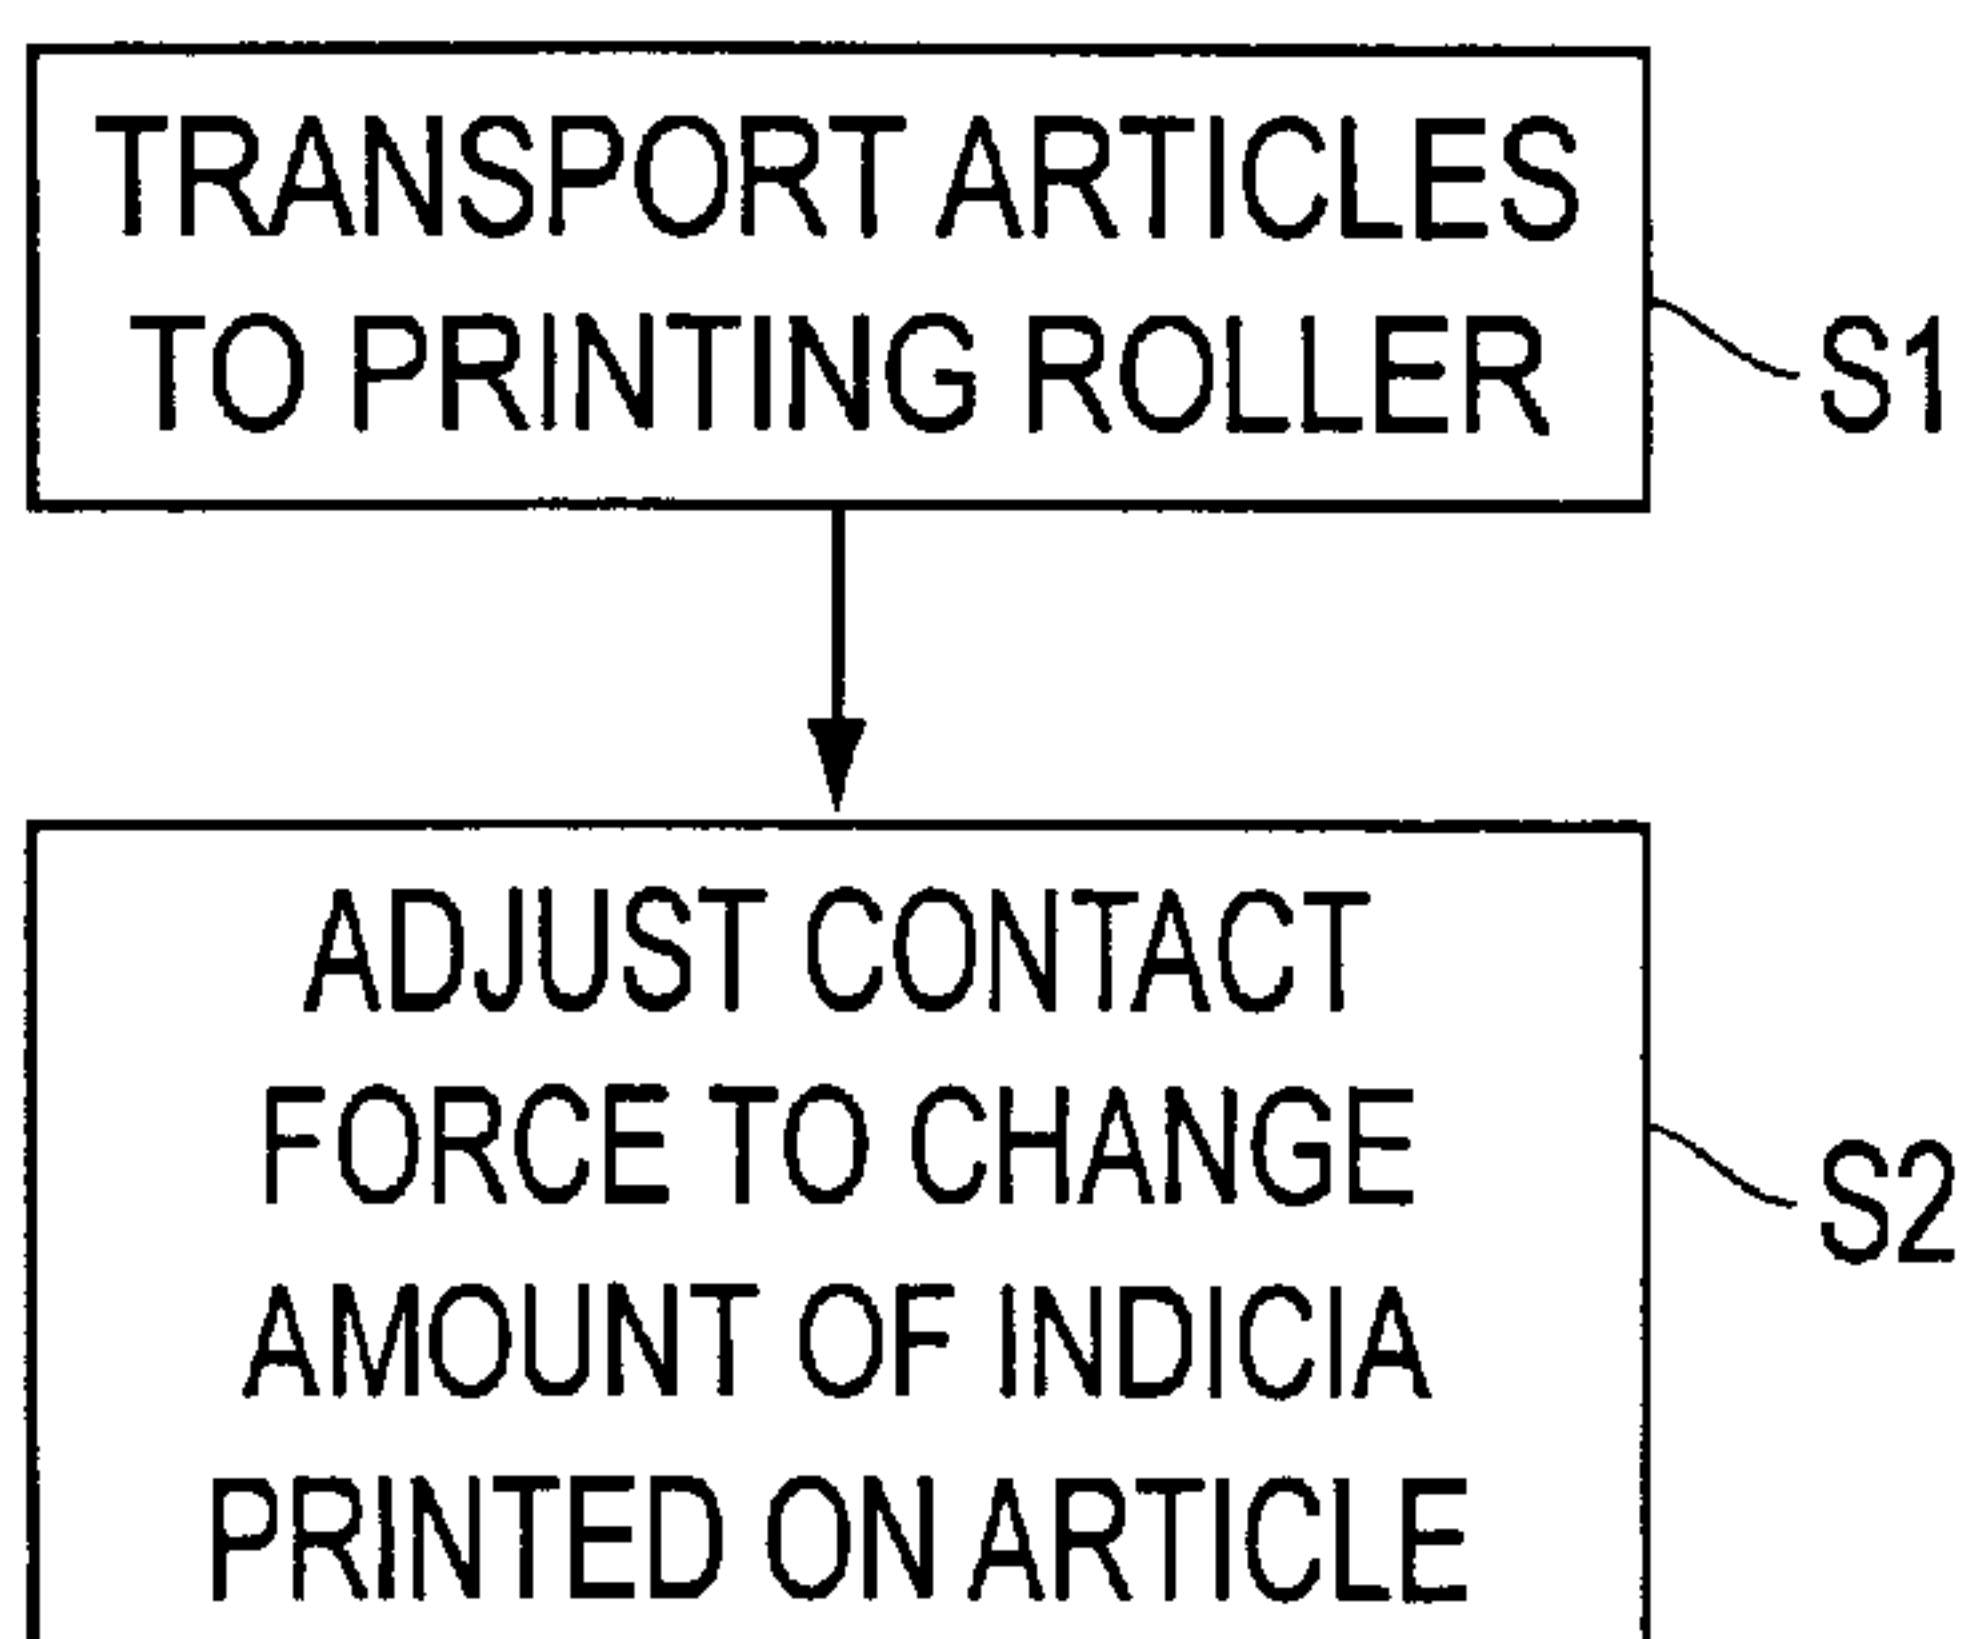 TRANSPORT ARTICLES
TO PRINTING ROLLER
S1
ADJUST CONTACT
FORCE TO CHANGE
AMOUNT OF INDICIA
PRINTED ON ARTICLE
S2